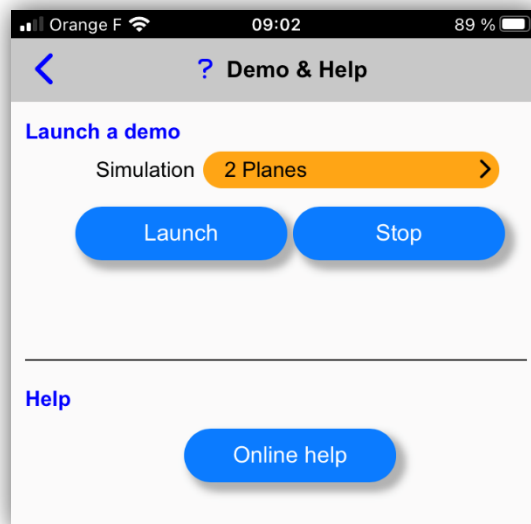 Orange F 09:02 89 %
? Demo & Help
Launch a demo
Simulation 2 Planes
Launch Stop
Help
Online help